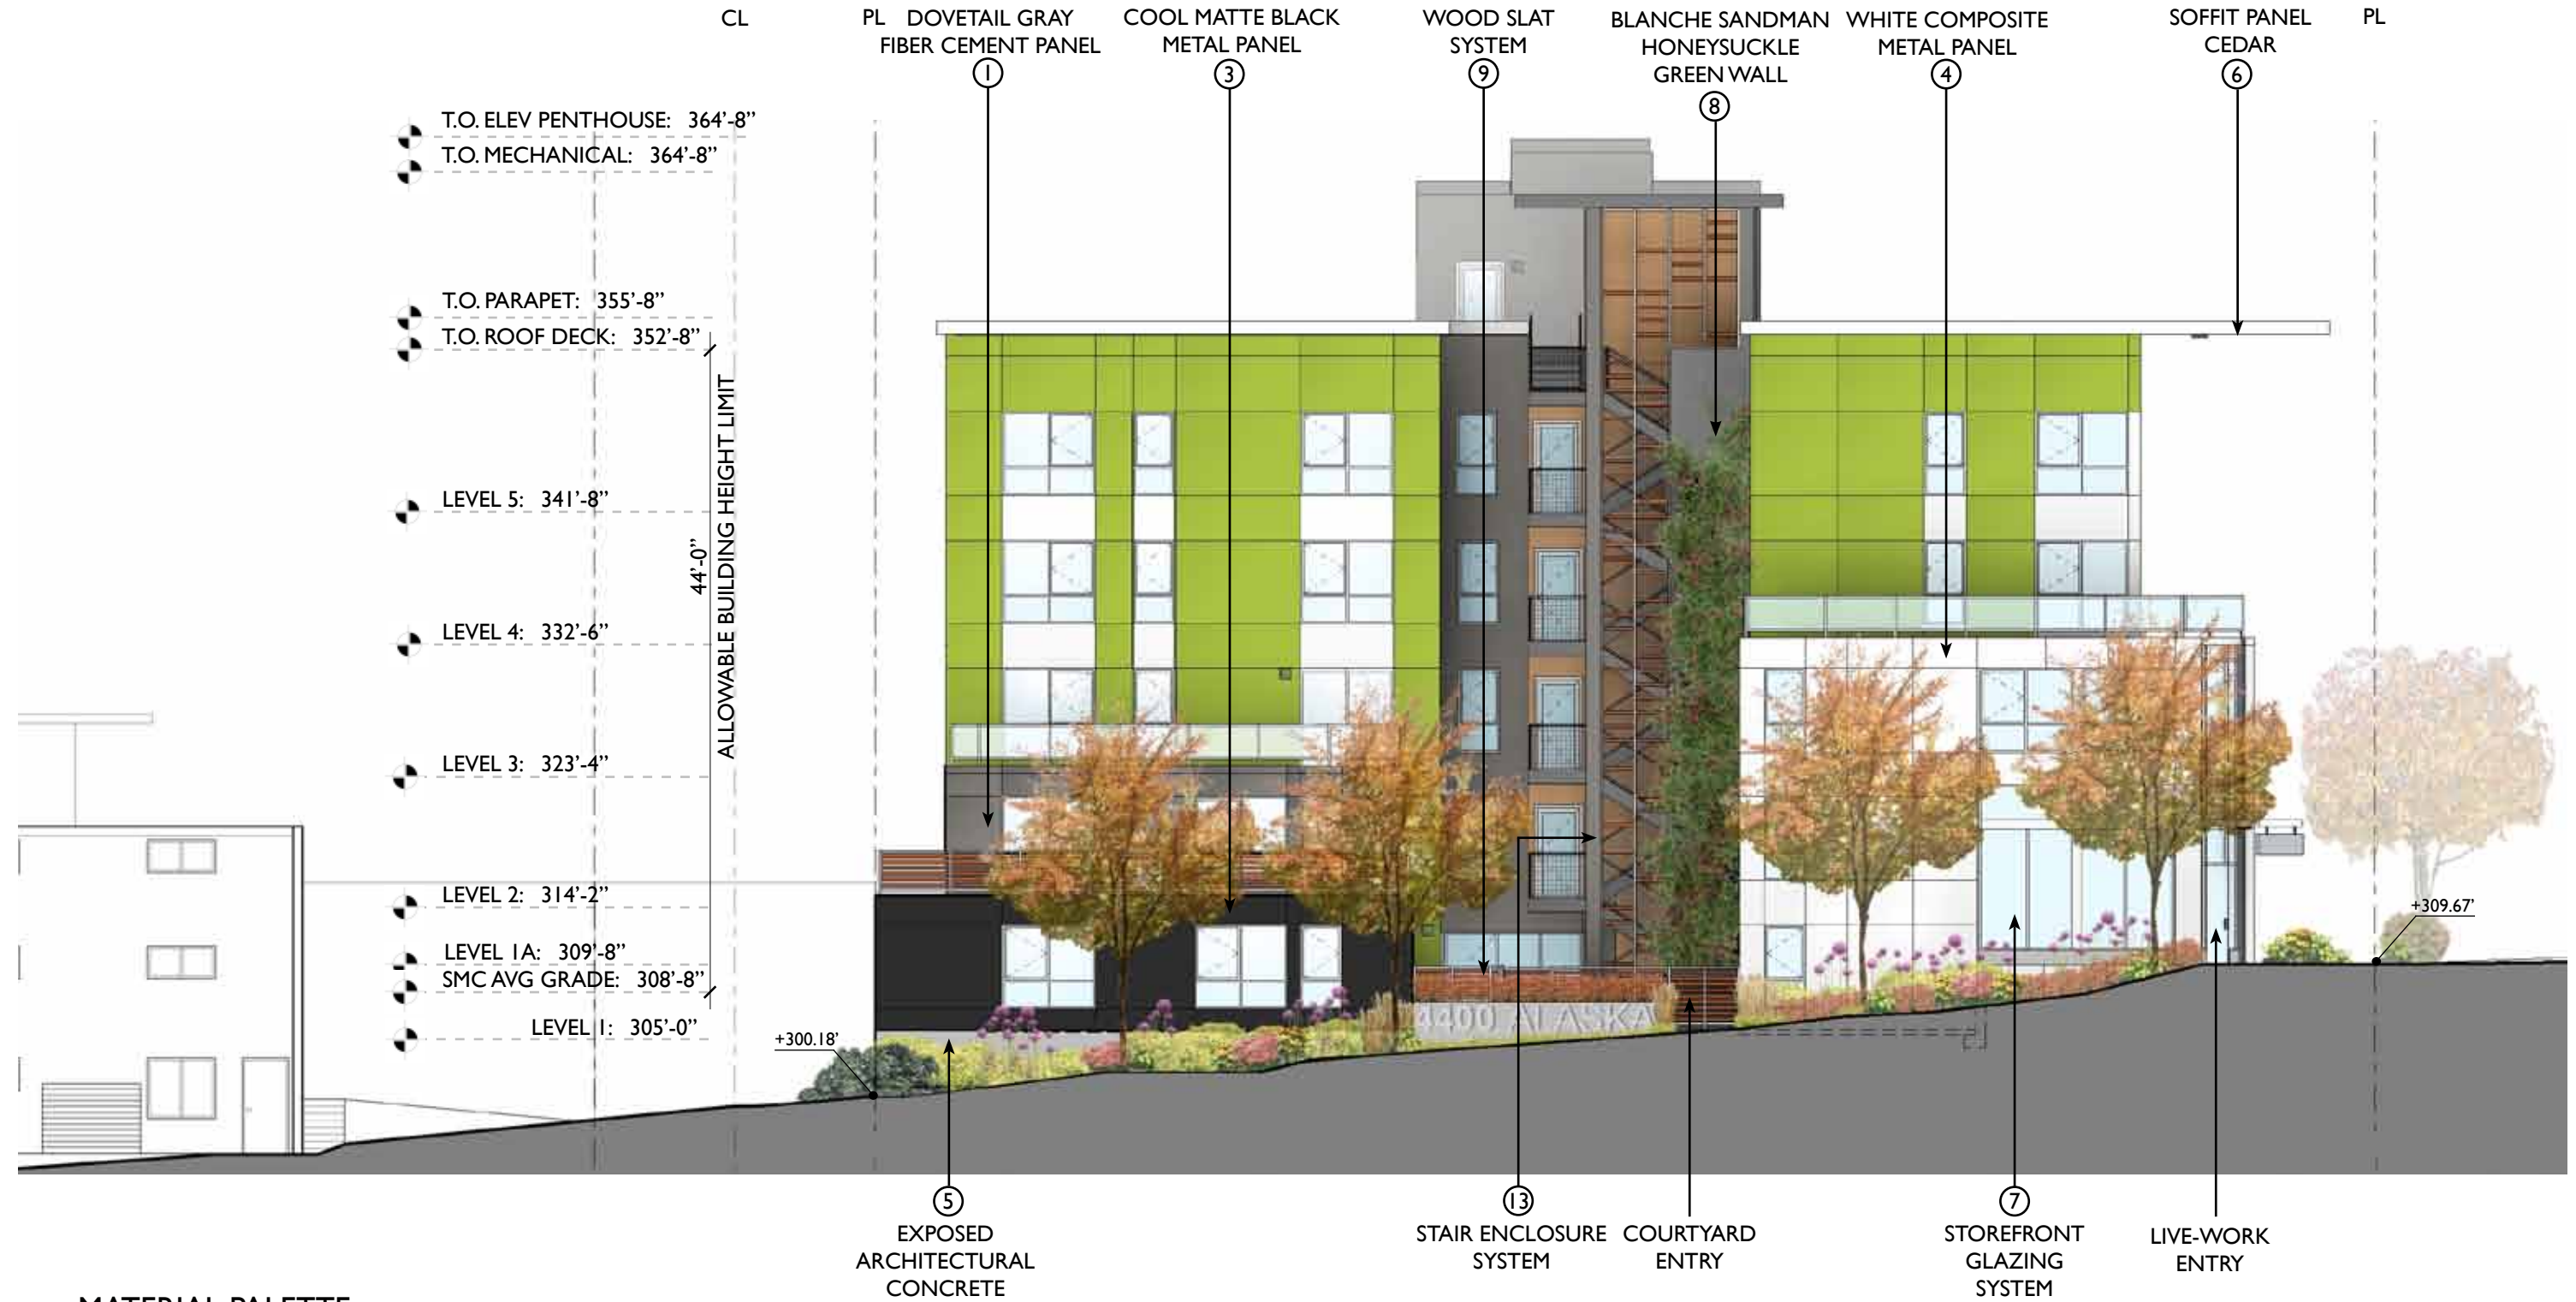 CL
PL
DOVETAIL GRAY
FIBER CEMENT PANEL
1
COOL MATTE BLACK
METAL PANEL
3
WOOD SLAT
SYSTEM
9
BLANCHE SANDMAN
HONEYSUCKLE
GREEN WALL
8
WHITE COMPOSITE
METAL PANEL
4
SOFFIT PANEL
CEDAR
6
PL
T.O. ELEV PENTHOUSE: 364'-8"
T.O. MECHANICAL: 364'-8"
T.O. PARAPET: 355'-8"
T.O. ROOF DECK: 352'-8"
LEVEL 5: 341'-8"
LEVEL 4: 332'-6"
LEVEL 3: 323'-4"
LEVEL 2: 314'-2"
LEVEL 1A: 309'-8"
SMC AVG GRADE: 308'-8"
LEVEL 1: 305'-0"
44'-0"
ALLOWABLE BUILDING HEIGHT LIMIT
+300.18'
+309.67'
4400 ALASKA
5
EXPOSED
ARCHITECTURAL
CONCRETE
13
STAIR ENCLOSURE
SYSTEM
COURTYARD
ENTRY
7
STOREFRONT
GLAZING
SYSTEM
LIVE-WORK
ENTRY
MATERIAL PALETTE